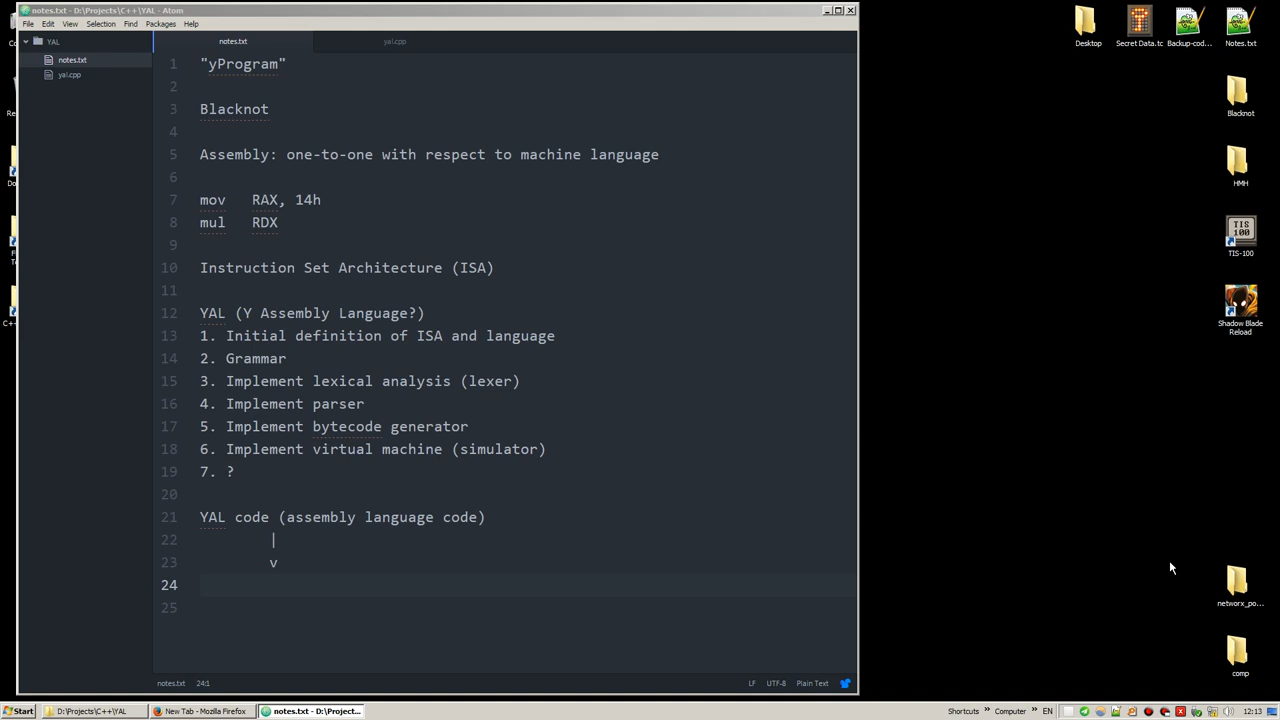 notes.txt - D:\Projects\C++\YAL - Atom
File Edit View Selection Find Packages Help
YAL
notes.txt
yal.cpp
notes.txt yal.cpp
1 "yProgram"
2
3 Blacknot
4
5 Assembly: one-to-one with respect to machine language
6
7 mov RAX, 14h
8 mul RDX
9
10 Instruction Set Architecture (ISA)
11
12 YAL (Y Assembly Language?)
13 1. Initial definition of ISA and language
14 2. Grammar
15 3. Implement lexical analysis (lexer)
16 4. Implement parser
17 5. Implement bytecode generator
18 6. Implement virtual machine (simulator)
19 7. ?
20
21 YAL code (assembly language code)
22 |
23 v
24
25
notes.txt 24:1 LF UTF-8 Plain Text
Desktop Secret Data.tc Backup-cod... Notes.txt
Blacknot
HMH
TIS 100
TIS-100
Shadow Blade
Reload
networx_po...
comp
Start D:\Projects\C++\YAL New Tab - Mozilla Firefox notes.txt - D:\Project... Shortcuts » Computer » EN 12:13